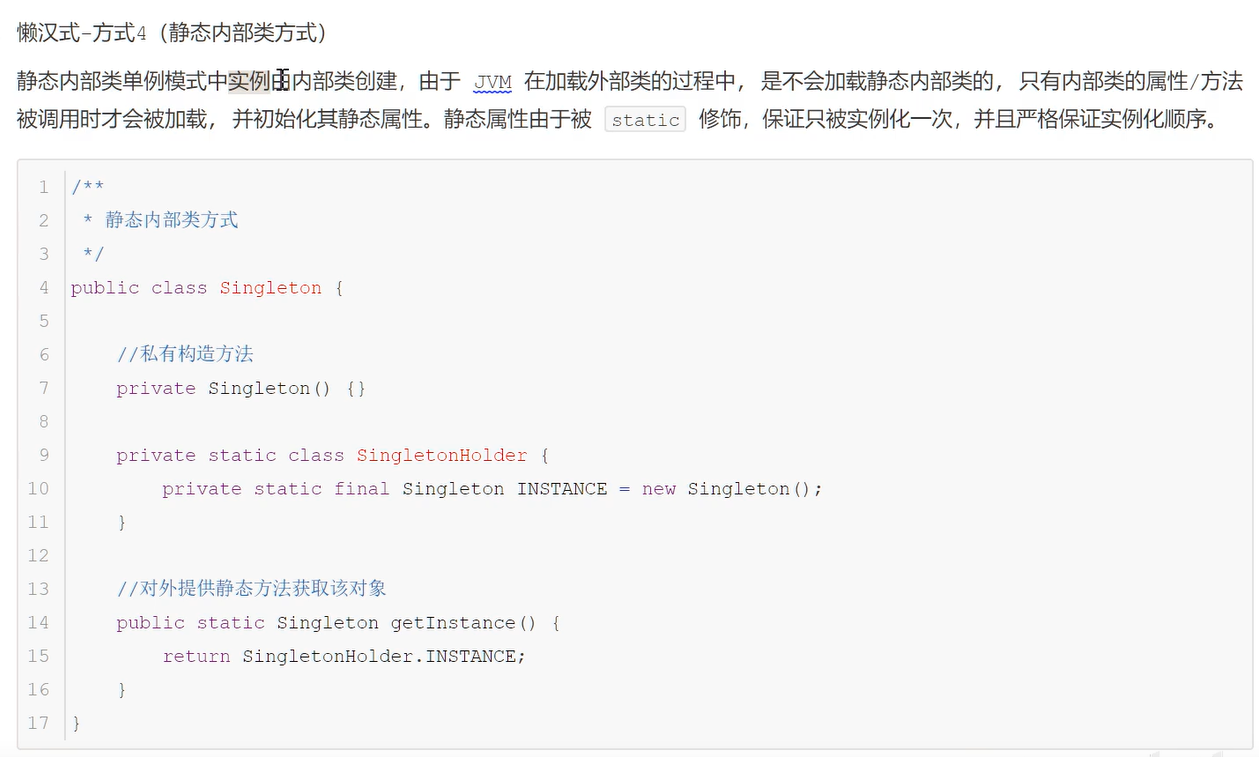 懒汉式-方式4（静态内部类方式）
静态内部类单例模式中实例由内部类创建，由于 JVM 在加载外部类的过程中， 是不会加载静态内部类的， 只有内部类的属性/方法
被调用时才会被加载， 并初始化其静态属性。静态属性由于被 static 修饰，保证只被实例化一次，并且严格保证实例化顺序。
1 /**
2  * 静态内部类方式
3  */
4 public class Singleton {
5
6     //私有构造方法
7     private Singleton() {}
8
9     private static class SingletonHolder {
10         private static final Singleton INSTANCE = new Singleton();
11     }
12
13     //对外提供静态方法获取该对象
14     public static Singleton getInstance() {
15         return SingletonHolder.INSTANCE;
16     }
17 }